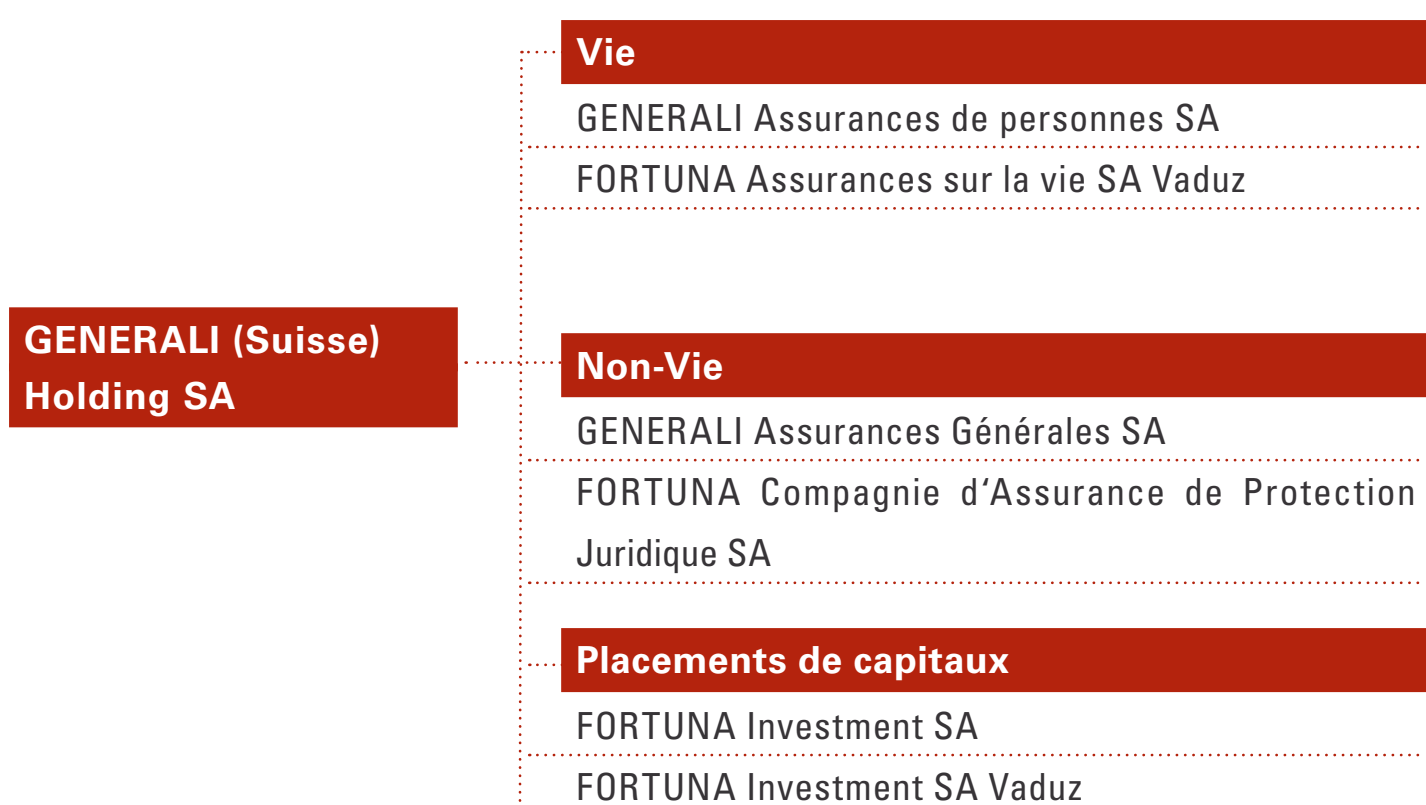 Vie
GENERALI Assurances de personnes SA
FORTUNA Assurances sur la vie SA Vaduz
GENERALI (Suisse)
Holding SA
Non-Vie
GENERALI Assurances Générales SA
FORTUNA Compagnie d‘Assurance de Protection
Juridique SA
Placements de capitaux
FORTUNA Investment SA
FORTUNA Investment SA Vaduz